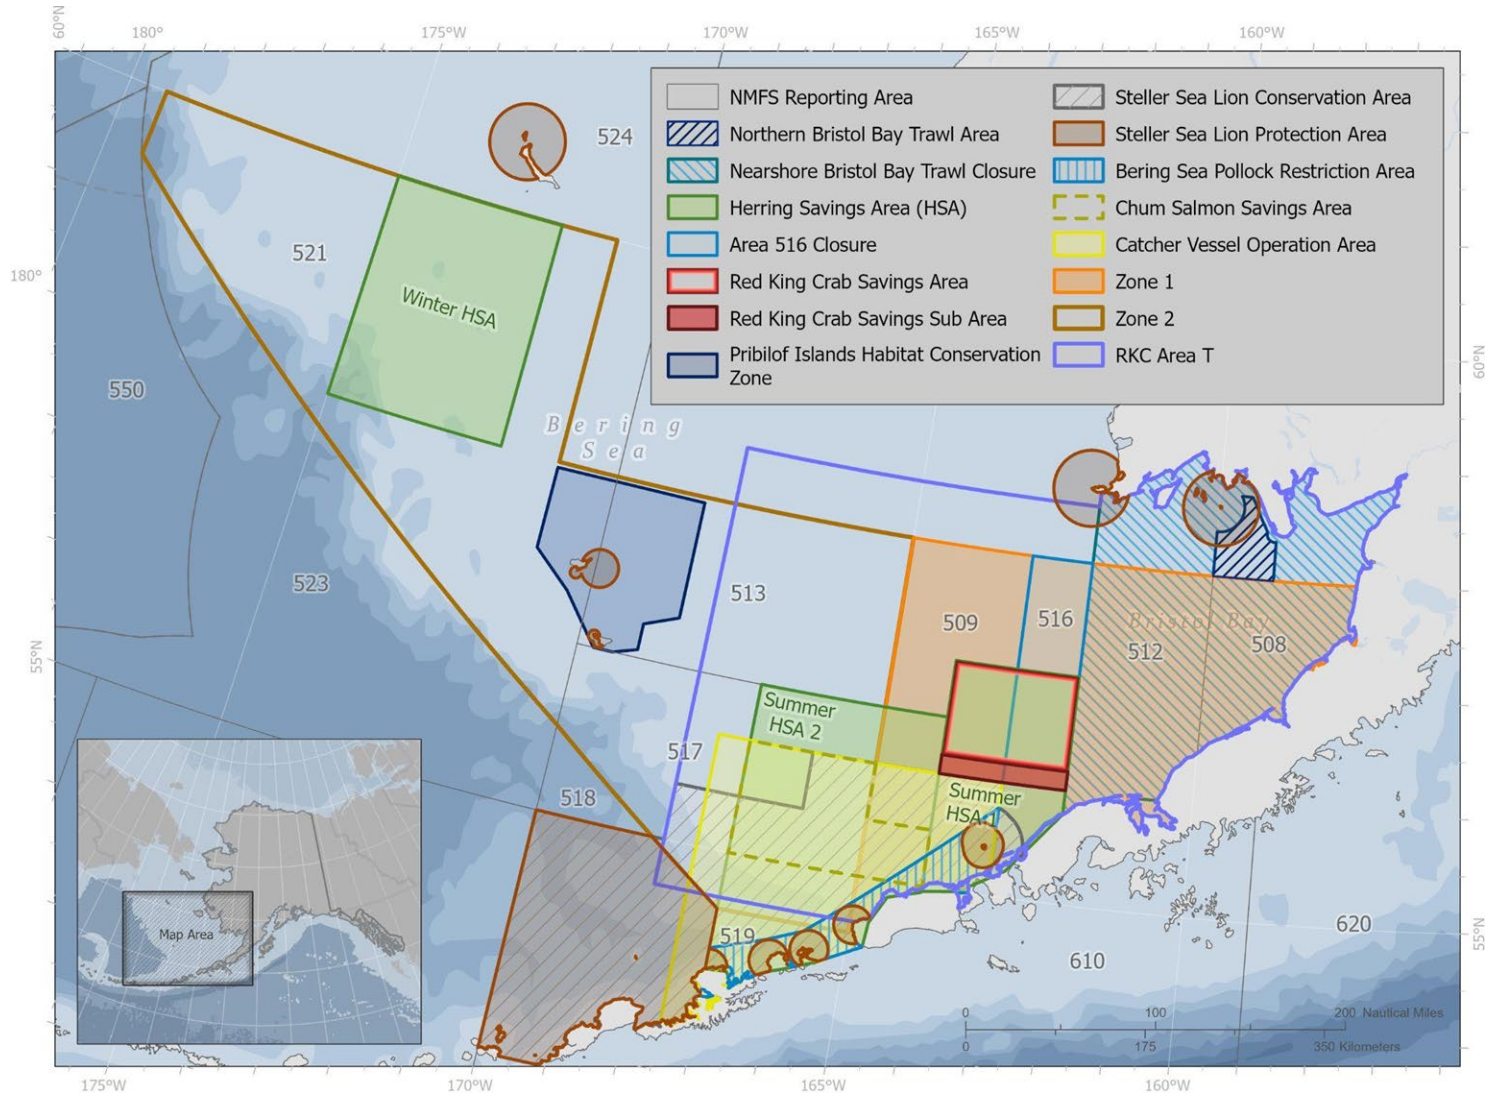 60°N
180°
175°W
170°W
165°W
160°W
NMFS Reporting Area
Northern Bristol Bay Trawl Area
Nearshore Bristol Bay Trawl Closure
Herring Savings Area (HSA)
Area 516 Closure
Red King Crab Savings Area
Red King Crab Savings Sub Area
Pribilof Islands Habitat Conservation
Zone
Steller Sea Lion Conservation Area
Steller Sea Lion Protection Area
Bering Sea Pollock Restriction Area
Chum Salmon Savings Area
Catcher Vessel Operation Area
Zone 1
Zone 2
RKC Area T
524
521
180°
Winter HSA
60°N
550
Bering
Sea
523
513
509
516
512
Bristol Bay
508
55°N
Summer
HSA 2
517
518
Summer
HSA 1
519
Map Area
620
610
55°N
0
100
200 Nautical Miles
0
175
350 Kilometers
175°W
170°W
165°W
160°W